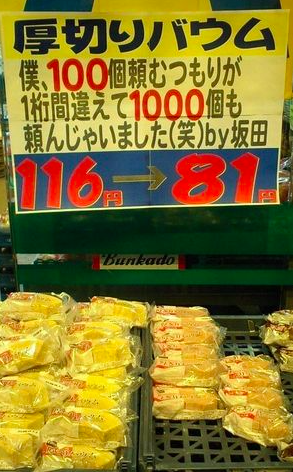 厚切りバウム
僕、100個頼むつもりが
1桁間違えて1000個も
頼んじゃいました(笑)by坂田
116円→81円
Bunkado